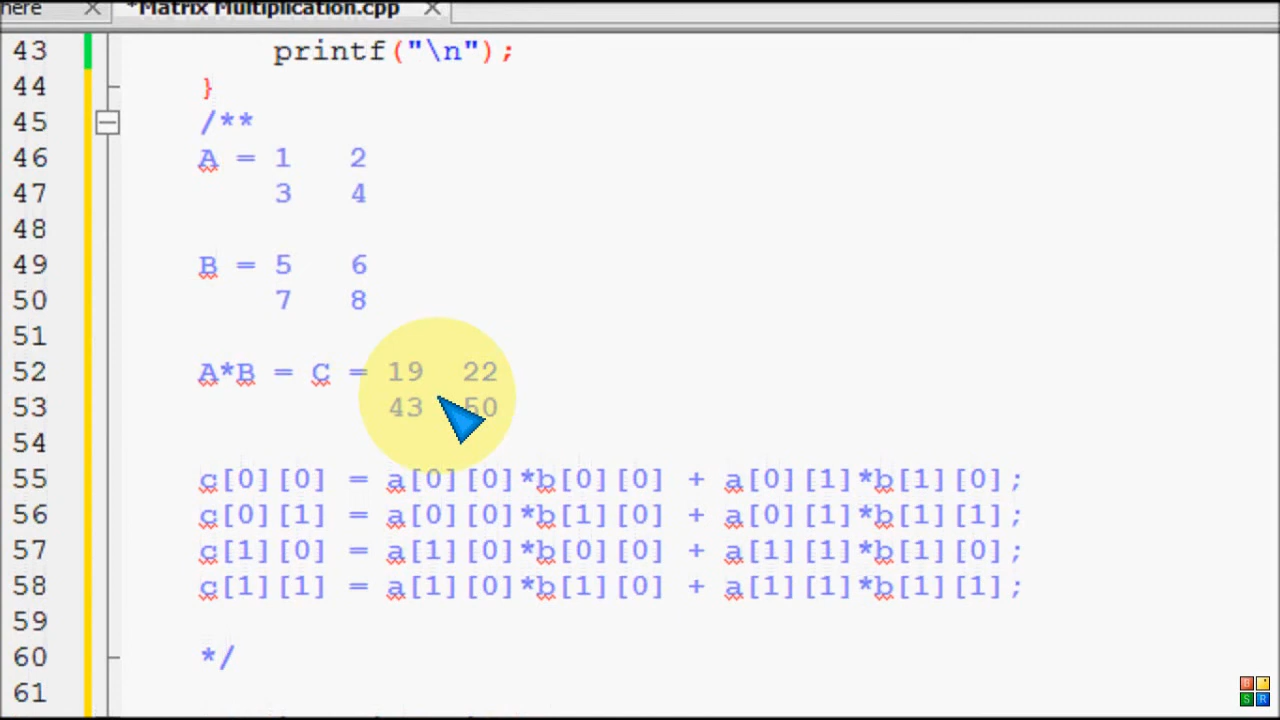 here *Matrix Multiplication.cpp
43 printf("\n");
44 }
45 /**
46 A = 1 2
47 3 4
48
49 B = 5 6
50 7 8
51
52 A*B = C = 19 22
53 43 50
54
55 c[0][0] = a[0][0]*b[0][0] + a[0][1]*b[1][0];
56 c[0][1] = a[0][0]*b[1][0] + a[0][1]*b[1][1];
57 c[1][0] = a[1][0]*b[0][0] + a[1][1]*b[1][0];
58 c[1][1] = a[1][0]*b[1][0] + a[1][1]*b[1][1];
59
60 */
61